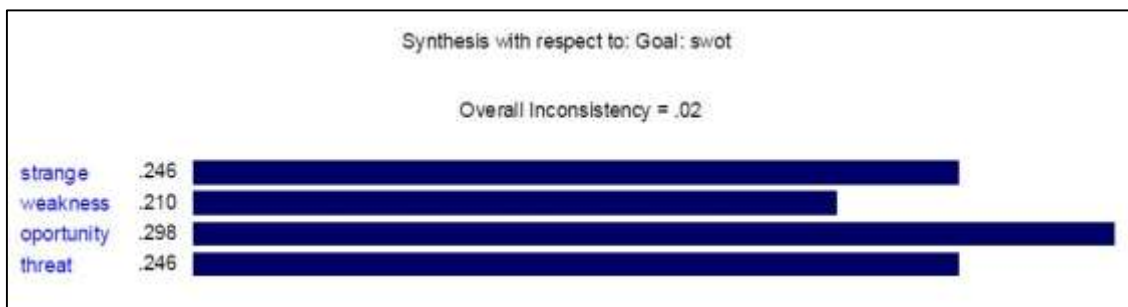 Synthesis with respect to: Goal: swot
Overall Inconsistency = .02
strange .246
weakness .210
oportunity .298
threat .246